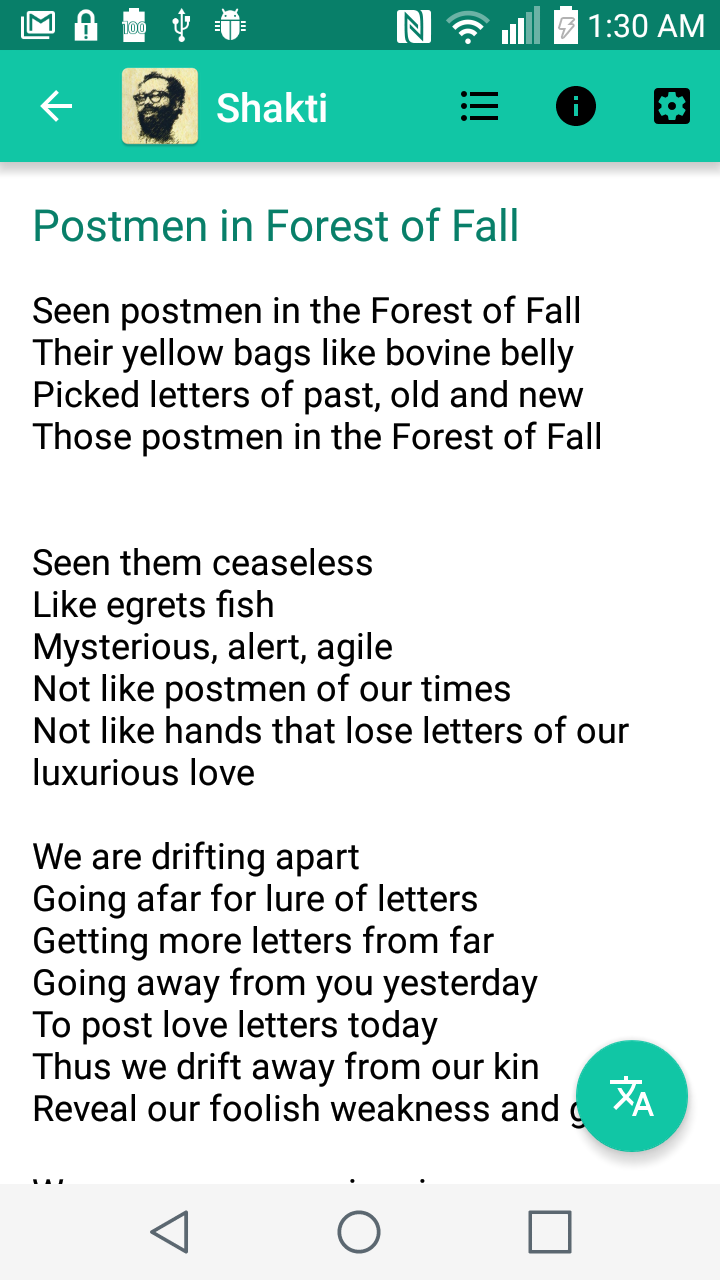 100
1:30 AM
Shakti
Postmen in Forest of Fall
Seen postmen in the Forest of Fall
Their yellow bags like bovine belly
Picked letters of past, old and new
Those postmen in the Forest of Fall
Seen them ceaseless
Like egrets fish
Mysterious, alert, agile
Not like postmen of our times
Not like hands that lose letters of our
luxurious love
We are drifting apart
Going afar for lure of letters
Getting more letters from far
Going away from you yesterday
To post love letters today
Thus we drift away from our kin
Reveal our foolish weakness and